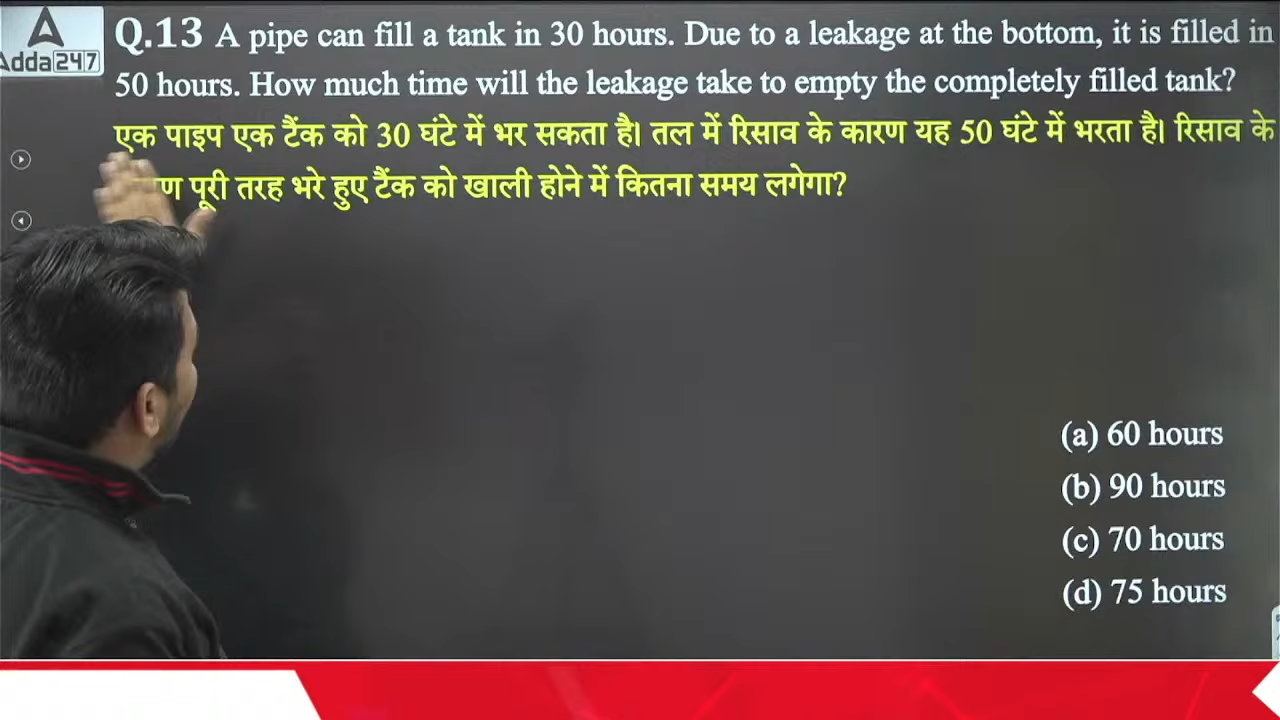 Adda247
Q.13 A pipe can fill a tank in 30 hours. Due to a leakage at the bottom, it is filled in
50 hours. How much time will the leakage take to empty the completely filled tank?
एक पाइप एक टैंक को 30 घंटे में भर सकता है। तल में रिसाव के कारण यह 50 घंटे में भरता है। रिसाव के
पूरी तरह भरे हुए टैंक को खाली होने में कितना समय लगेगा?
(a) 60 hours
(b) 90 hours
(c) 70 hours
(d) 75 hours